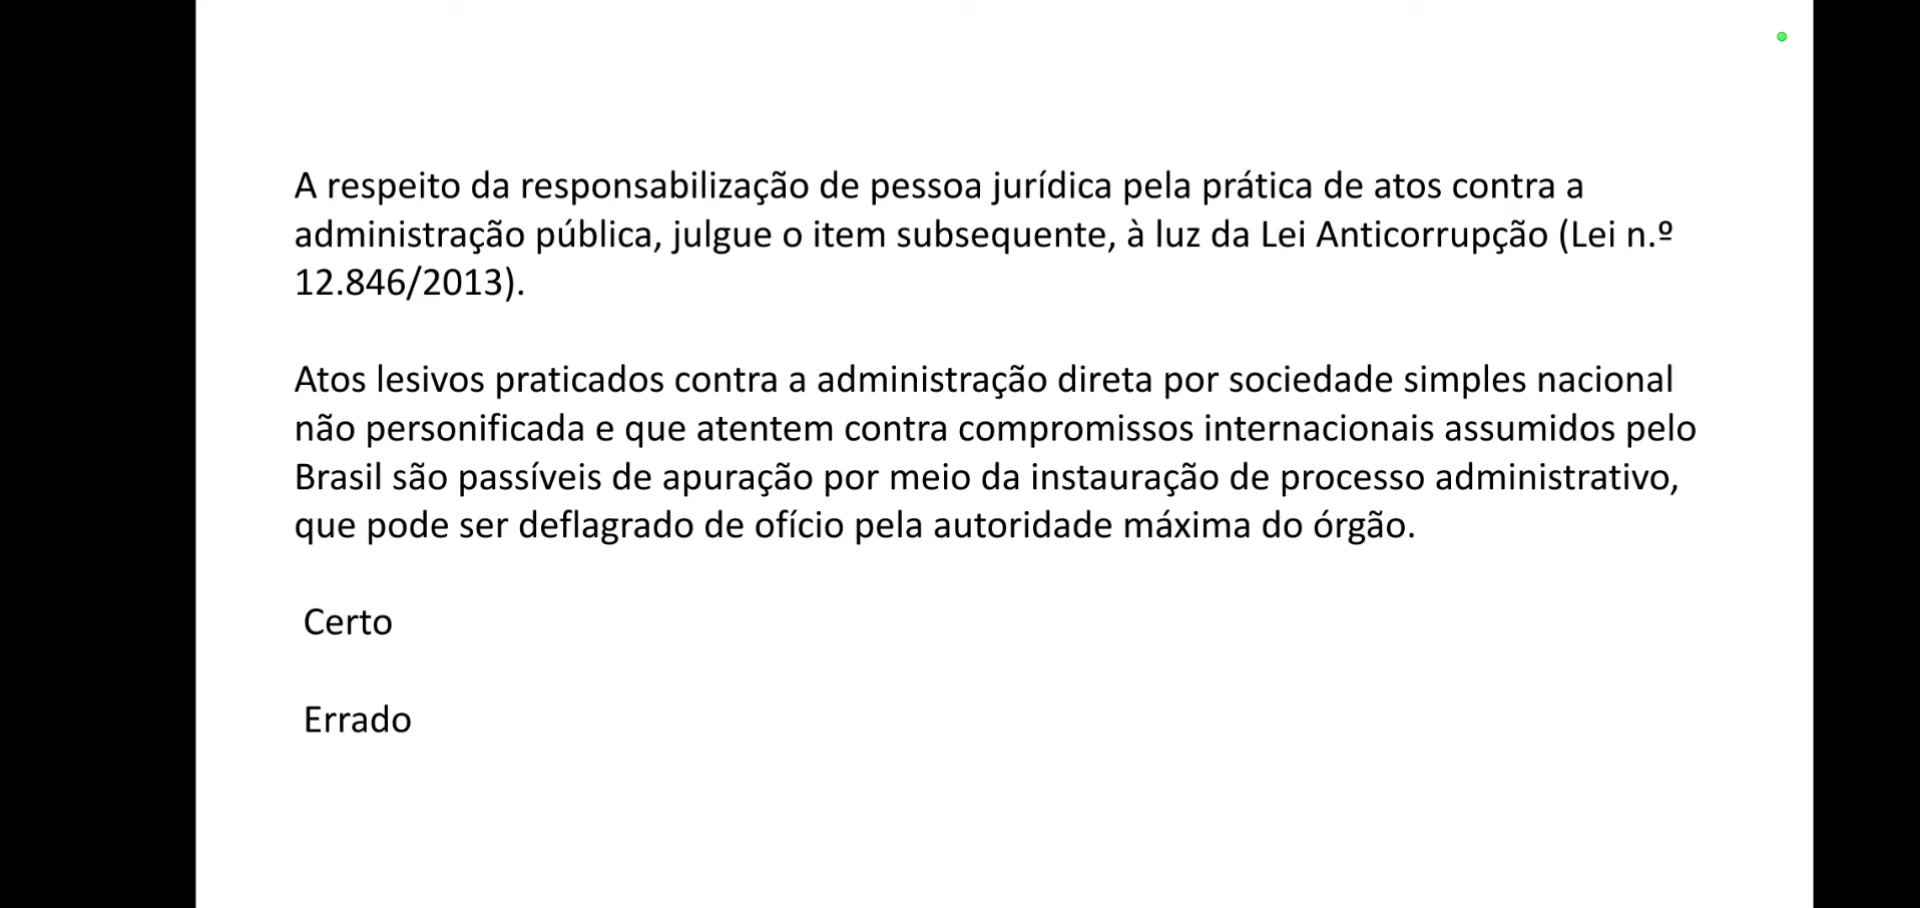 A respeito da responsabilização de pessoa jurídica pela prática de atos contra a
administração pública, julgue o item subsequente, à luz da Lei Anticorrupção (Lei n.º
12.846/2013).
Atos lesivos praticados contra a administração direta por sociedade simples nacional
não personificada e que atentem contra compromissos internacionais assumidos pelo
Brasil são passíveis de apuração por meio da instauração de processo administrativo,
que pode ser deflagrado de ofício pela autoridade máxima do órgão.
Certo
Errado